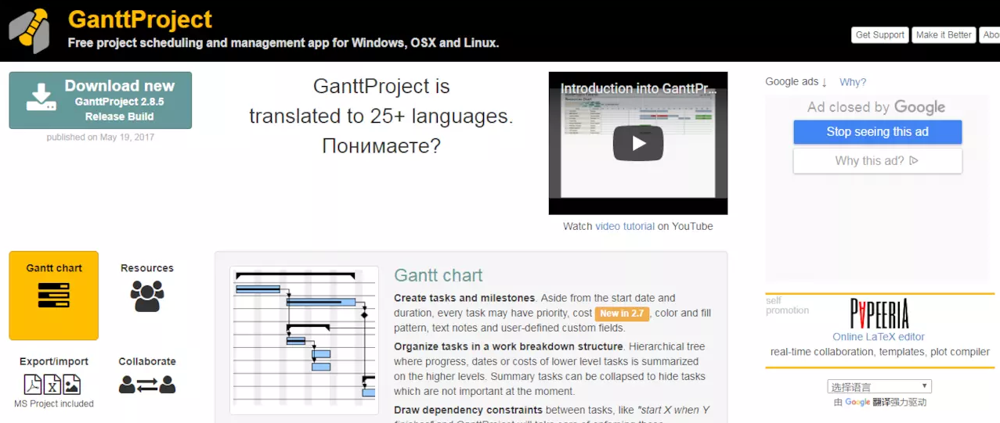 GanttProject
Free project scheduling and management app for Windows, OSX and Linux.
Get Support
Make it Better
Download new
GanttProject 2.8.5
Release Build
published on May 19, 2017
GanttProject is
translated to 25+ languages.
Понимаете?
Introduction into GanttPr...
Watch video tutorial on YouTube
Google ads ↓ Why?
Ad closed by Google
Stop seeing this ad
Why this ad?
Gantt chart
Resources
Export/import
MS Project included
Collaborate
Gantt chart
Create tasks and milestones. Aside from the start date and
duration, every task may have priority, cost New in 2.7, color and fill
pattern, text notes and user-defined custom fields.
Organize tasks in a work breakdown structure. Hierarchical tree
where progress, dates or costs of lower level tasks is summarized
on the higher levels. Summary tasks can be collapsed to hide tasks
which are not important at the moment.
Draw dependency constraints between tasks, like "start X when Y
self
promotion
PAPEERIA
Online LaTeX editor
real-time collaboration, templates, plot compiler
选择语言
由 Google 翻译强力驱动